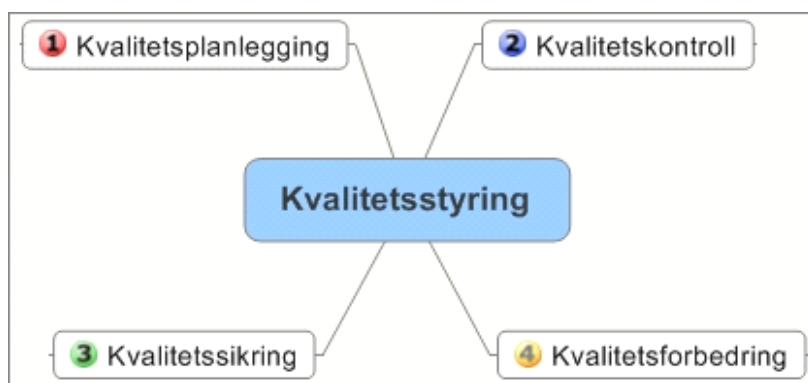 1 Kvalitetsplanlegging
2 Kvalitetskontroll
Kvalitetsstyring
3 Kvalitetssikring
4 Kvalitetsforbedring